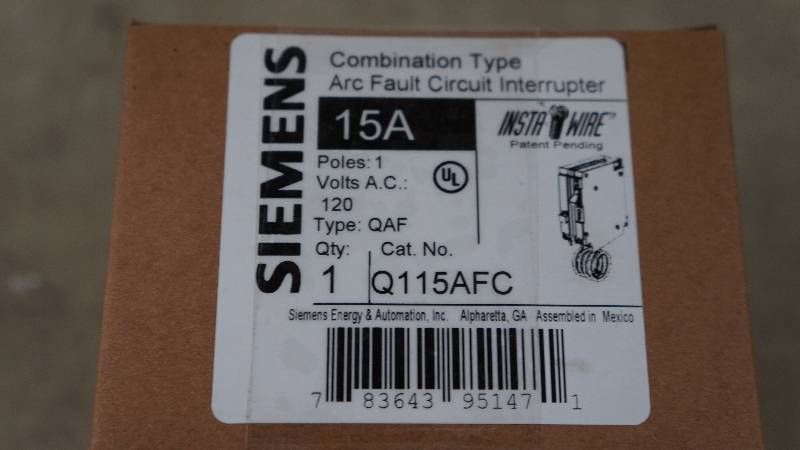 SIEMENS
Combination Type
Arc Fault Circuit Interrupter
15A
INSTA WIRE
Patent Pending
Poles: 1
Volts A.C.:
120
UL
Type: QAF
Qty: Cat. No.
1 Q115AFC
Siemens Energy & Automation, Inc. Alpharetta, GA Assembled in Mexico
7 83643 95147 1